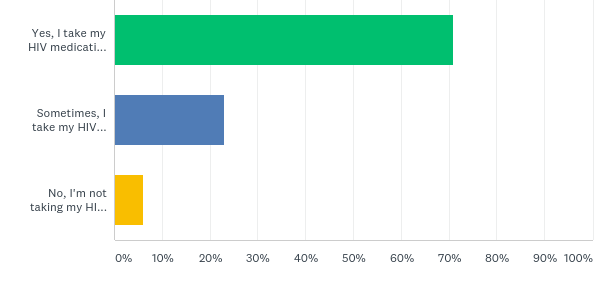 Yes, I take my
HIV medicati...
Sometimes, I
take my HIV...
No, I'm not
taking my HI...
0% 10% 20% 30% 40% 50% 60% 70% 80% 90% 100%